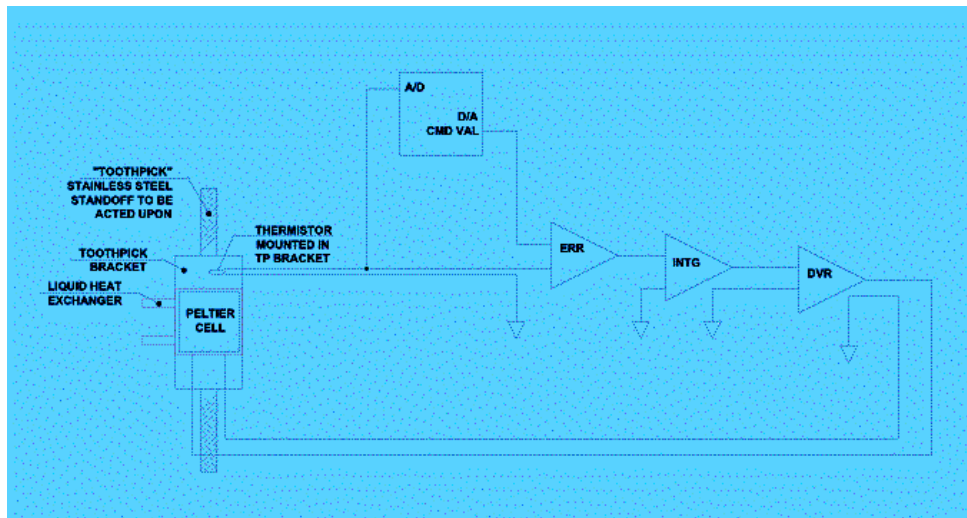 A/D
D/A
CMD VAL
"TOOTHPICK"
STAINLESS STEEL
STANDOFF TO BE
ACTED UPON
THERMISTOR
MOUNTED IN
TP BRACKET
TOOTHPICK
BRACKET
LIQUID HEAT
EXCHANGER
PELTIER
CELL
ERR
INTG
DVR